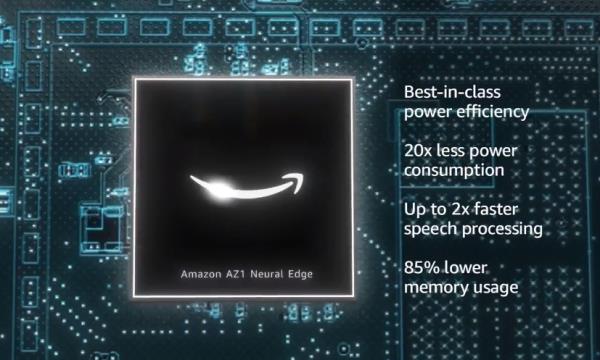 Best-in-class
power efficiency
20x less power
consumption
Up to 2x faster
speech processing
85% lower
memory usage
Amazon AZ1 Neural Edge